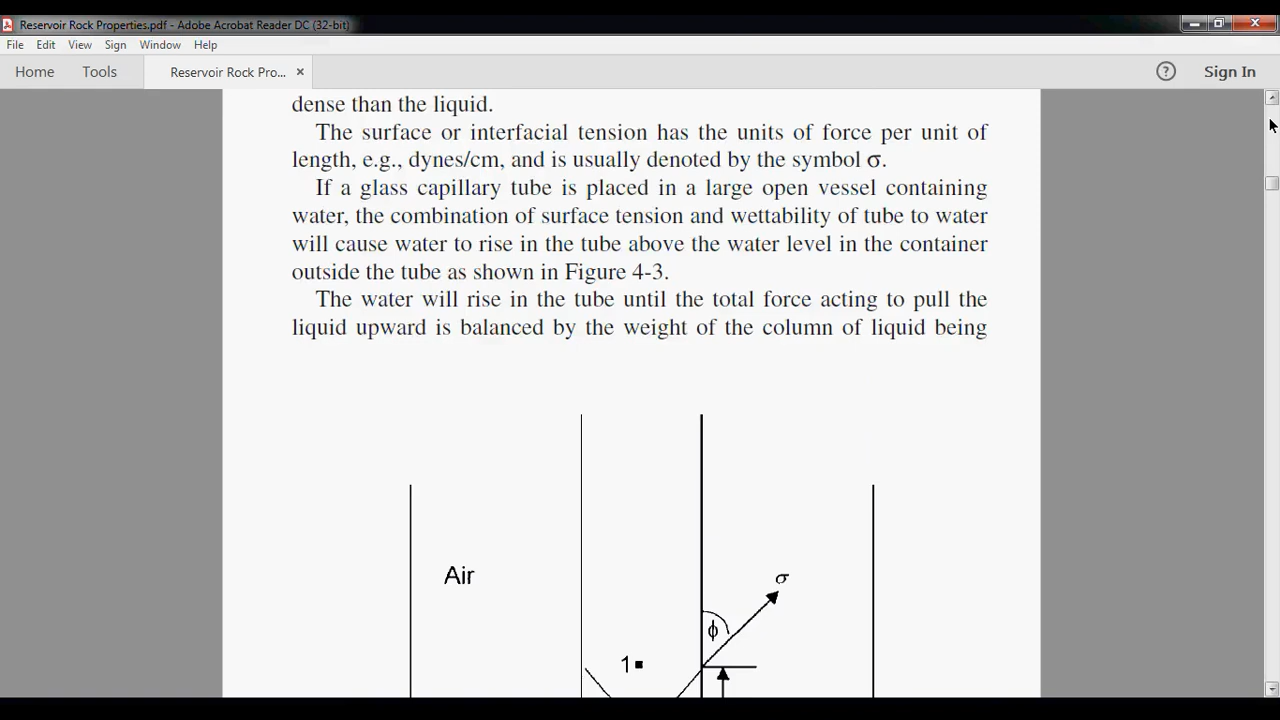 Reservoir Rock Properties.pdf - Adobe Acrobat Reader DC (32-bit)
File Edit View Sign Window Help
Home Tools Reservoir Rock Pro... × ? Sign In
dense than the liquid.
The surface or interfacial tension has the units of force per unit of
length, e.g., dynes/cm, and is usually denoted by the symbol σ.
If a glass capillary tube is placed in a large open vessel containing
water, the combination of surface tension and wettability of tube to water
will cause water to rise in the tube above the water level in the container
outside the tube as shown in Figure 4-3.
The water will rise in the tube until the total force acting to pull the
liquid upward is balanced by the weight of the column of liquid being
Air
σ
ϕ
1